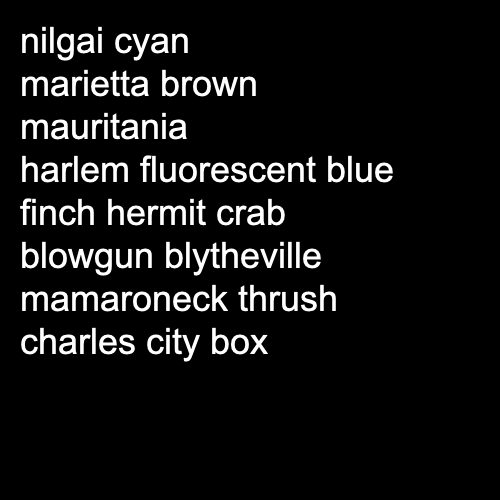 nilgai cyan
marietta brown
mauritania
harlem fluorescent blue
finch hermit crab
blowgun blytheville
mamaroneck thrush
charles city box